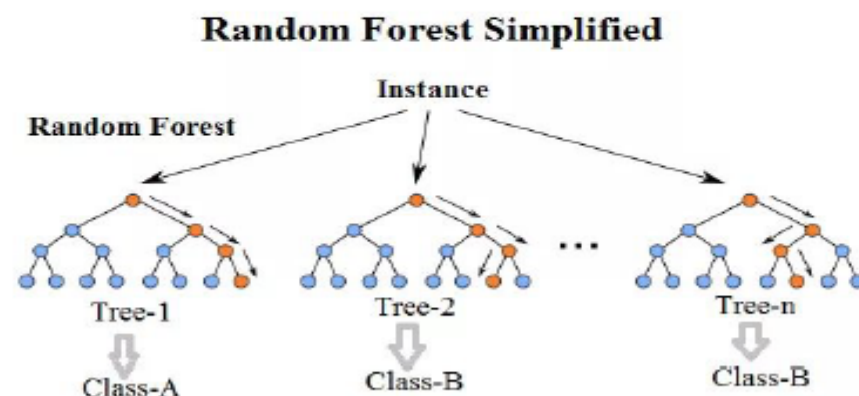 Random Forest Simplified
Instance
Random Forest
...
Tree-1 Tree-2 Tree-n
Class-A Class-B Class-B